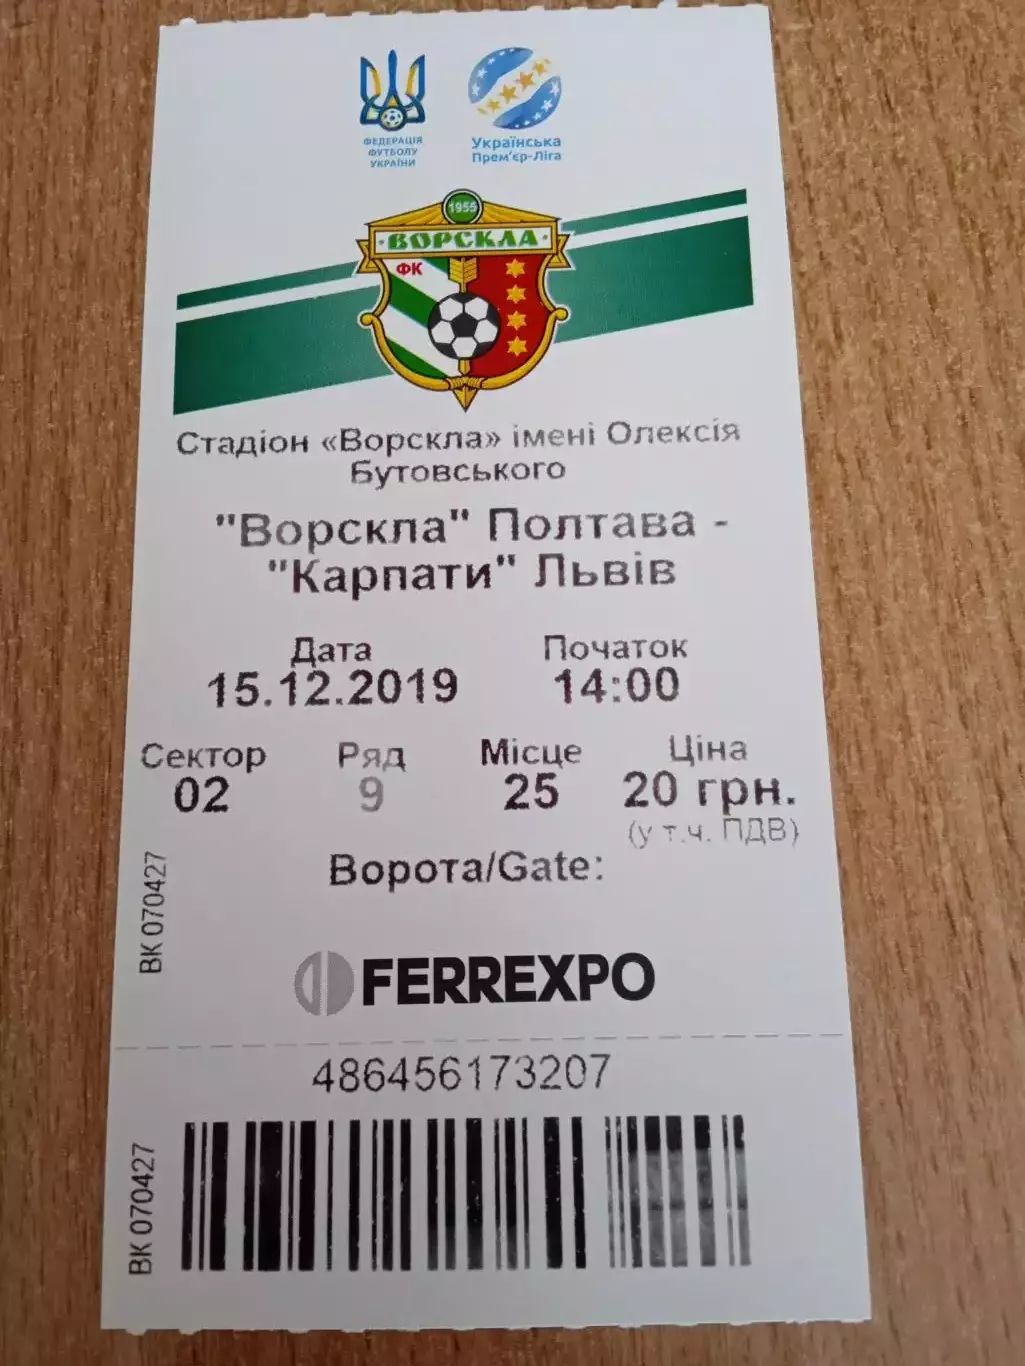 ФЕДЕРАЦІЯ
ФУТБОЛУ
УКРАЇНИ
Українська
Прем'єр-Ліга
1955
ВОРСКЛА
ФК
Стадіон «Ворскла» імені Олексія
Бутовського
"Ворскла" Полтава -
"Карпати" Львів
Дата Початок
15.12.2019 14:00
Сектор Ряд Місце Ціна
02 9 25 20 грн.
(у т.ч. ПДВ)
Ворота/Gate:
ВК 070427
FERREXPO
486456173207
ВК 070427